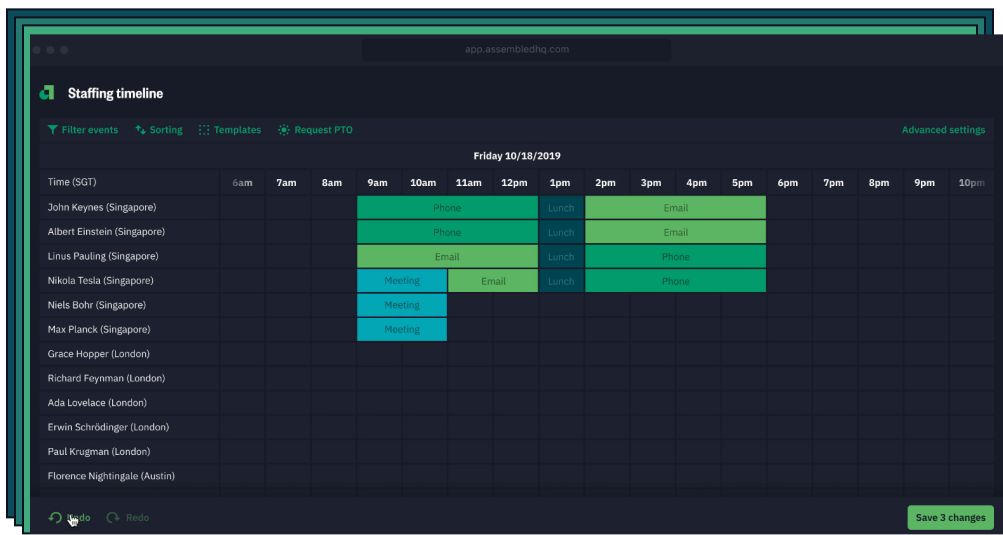 app.assembledhq.com
Staffing timeline
Filter events Sorting Templates Request PTO Advanced settings
Friday 10/18/2019
Time (SGT) 6am 7am 8am 9am 10am 11am 12pm 1pm 2pm 3pm 4pm 5pm 6pm 7pm 8pm 9pm 10pm
John Keynes (Singapore) Phone Lunch Email
Albert Einstein (Singapore) Phone Lunch Email
Linus Pauling (Singapore) Email Lunch Phone
Nikola Tesla (Singapore) Meeting Email Lunch Phone
Niels Bohr (Singapore) Meeting
Max Planck (Singapore) Meeting
Grace Hopper (London)
Richard Feynman (London)
Ada Lovelace (London)
Erwin Schrödinger (London)
Paul Krugman (London)
Florence Nightingale (Austin)
Undo Redo Save 3 changes